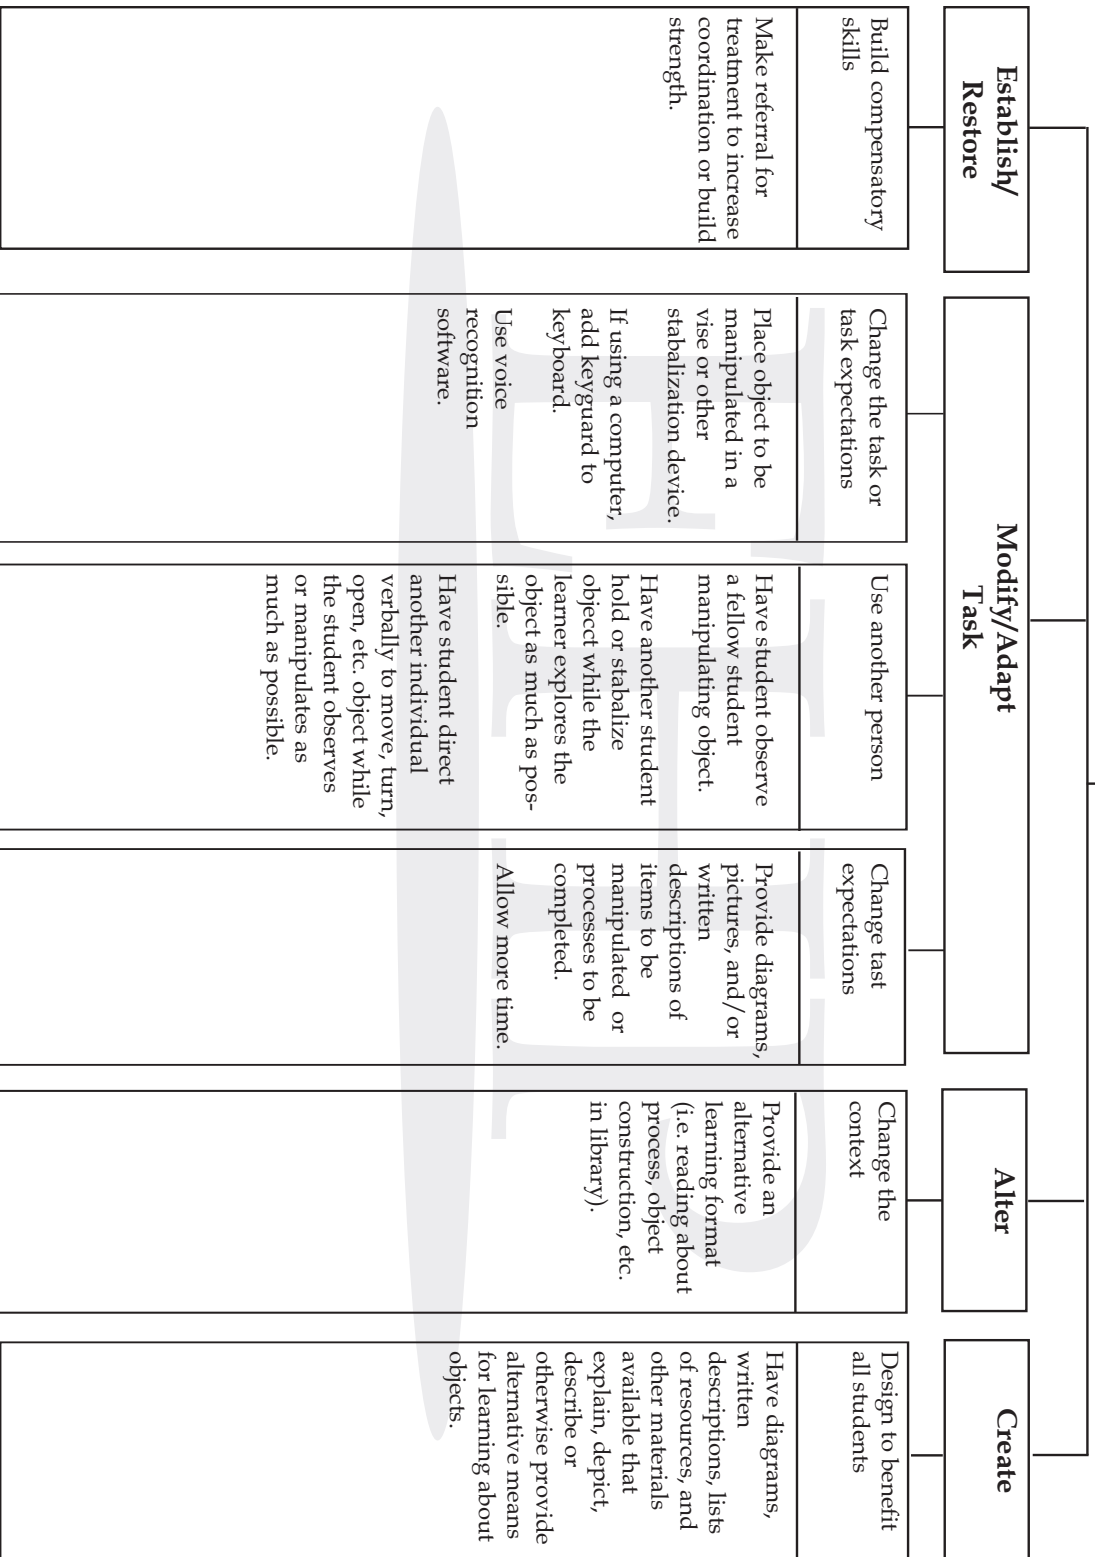 Establish/
Restore
Build compensatory
skills
Make referral for
treatment to increase
coordination or build
strength.
Modify/Adapt
Task
Change the task or
task expectations
Place object to be
manipulated in a
vise or other
stabalization device.
If using a computer,
add keyguard to
keyboard.
Use voice
recognition
software.
Use another person
Have student observe
a fellow student
manipulating object.
Have another student
hold or stabalize
objecct while the
learner explores the
object as much as pos-
sible.
Have student direct
another individual
verbally to move, turn,
open, etc. object while
the student observes
or manipulates as
much as possible.
Change tast
expectations
Provide diagrams,
pictures, and/or
written
descriptions of
items to be
manipulated or
processes to be
completed.
Allow more time.
Alter
Change the
context
Provide an
alternative
learning format
(i.e. reading about
process, object
construction, etc.
in library).
Create
Design to benefit
all students
Have diagrams,
written
descriptions, lists
of resources, and
other materials
available that
explain, depict,
describe or
otherwise provide
alternative means
for learning about
objects.